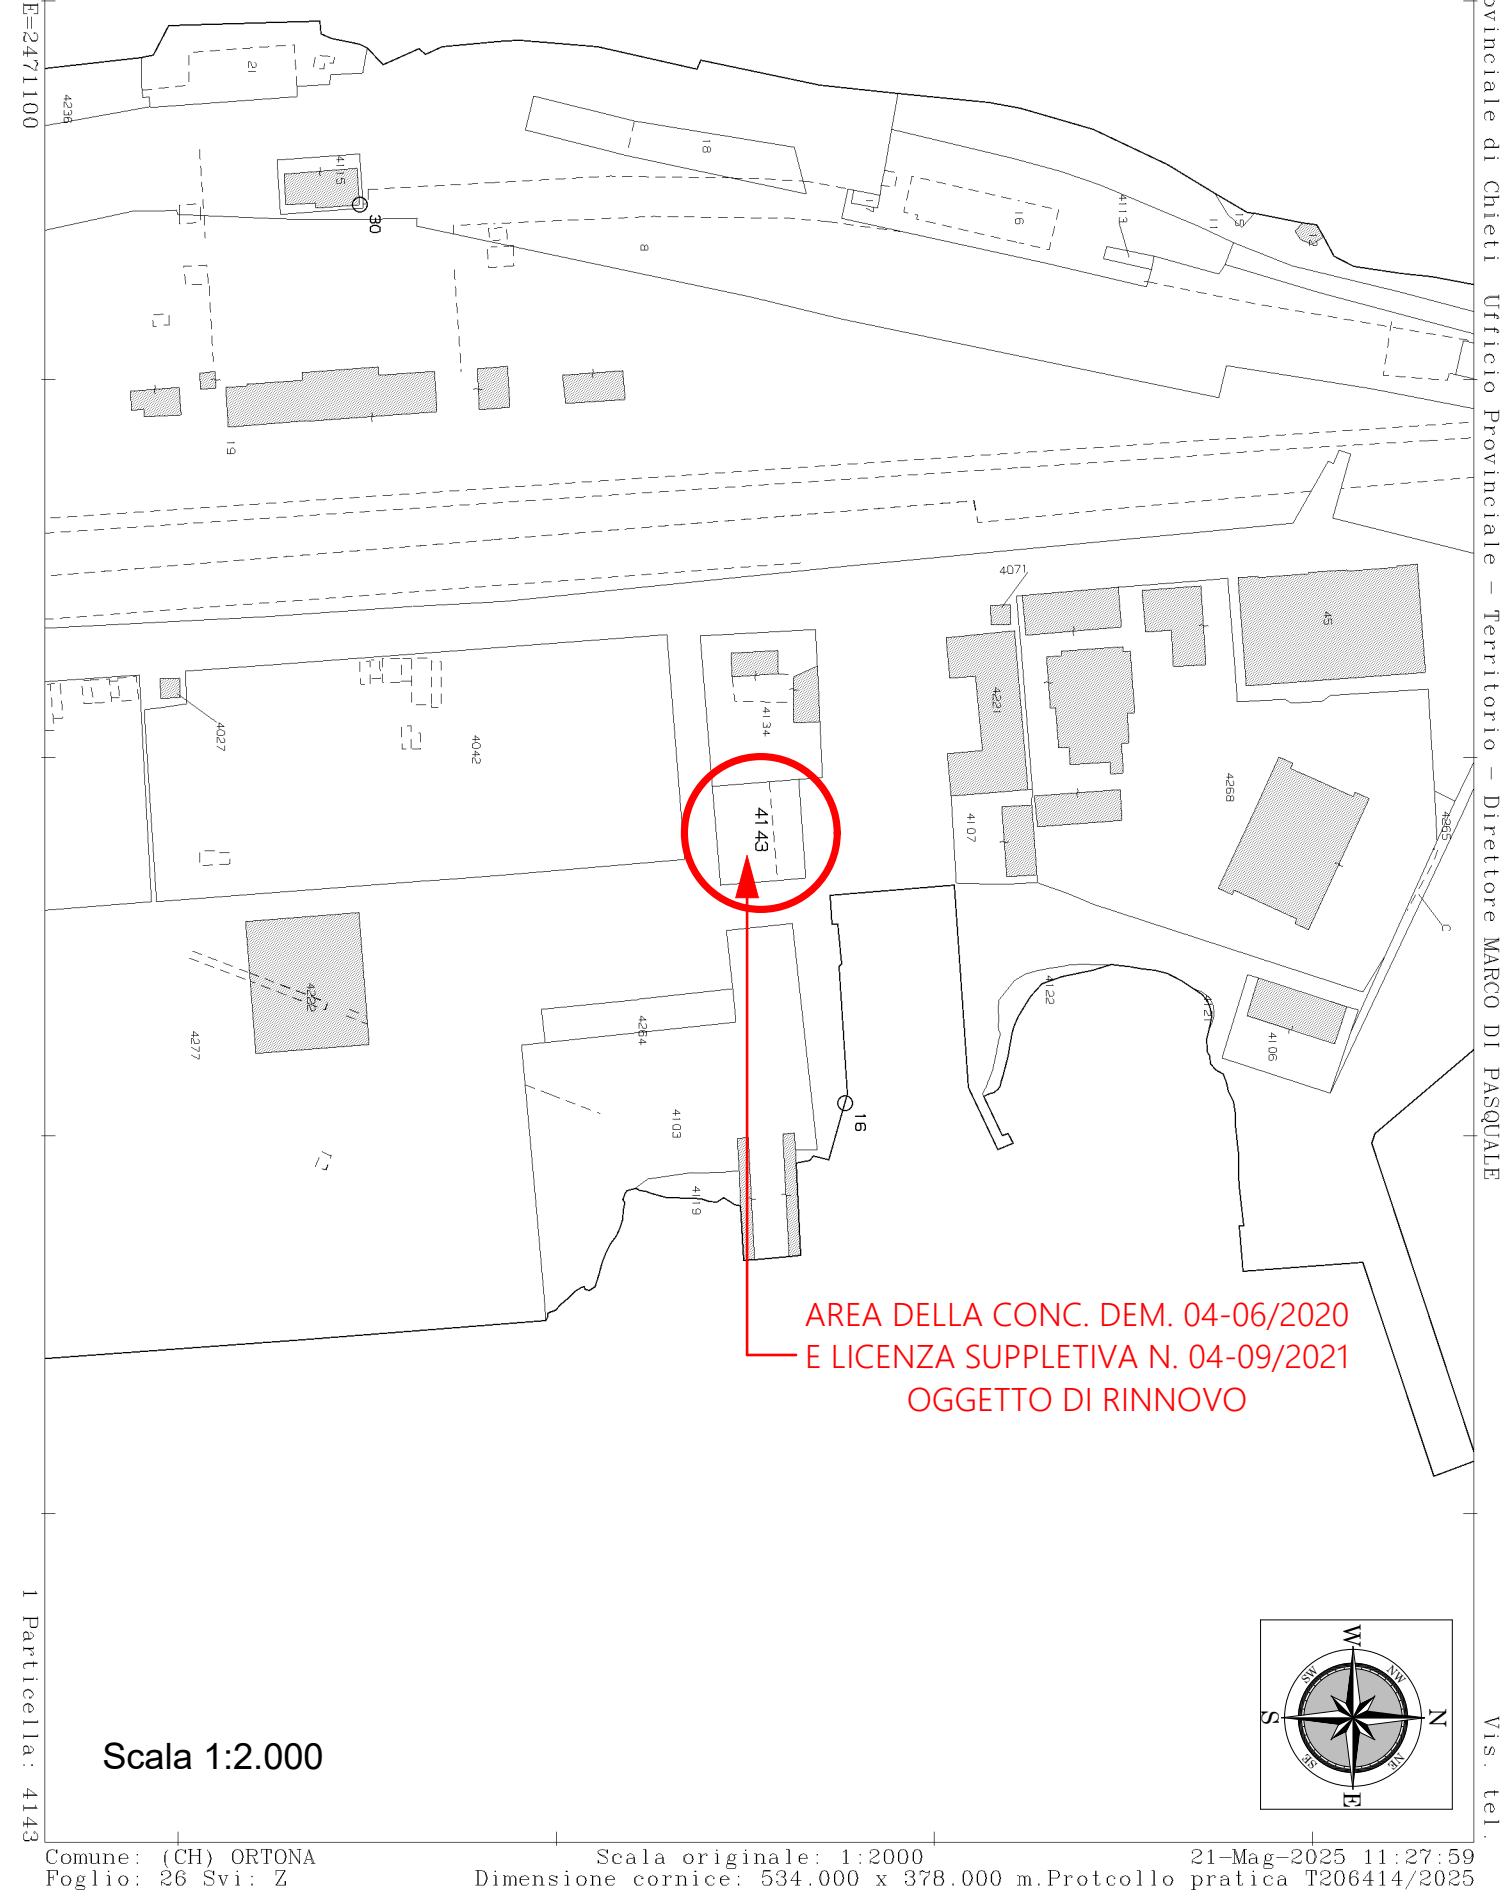 E=2471100
ovinciale di Chieti Ufficio Provinciale - Territorio - Direttore MARCO DI PASQUALE
Vis. tel.
21
4236
4115
30
18
17
16
4113
11
15
12
8
19
4071
45
4221
4134
4027
4042
4143
4107
4268
4265
C
4222
4277
4264
4122
4121
4106
4103
16
4119
AREA DELLA CONC. DEM. 04-06/2020
E LICENZA SUPPLETIVA N. 04-09/2021
OGGETTO DI RINNOVO
1 Particella: 4143
W
SW
NW
S
N
SE
NE
E
Scala 1:2.000
Comune: (CH) ORTONA
Foglio: 26 Svi: Z
Scala originale: 1:2000
Dimensione cornice: 534.000 x 378.000 m.
21-Mag-2025 11:27:59
Protcollo pratica T206414/2025